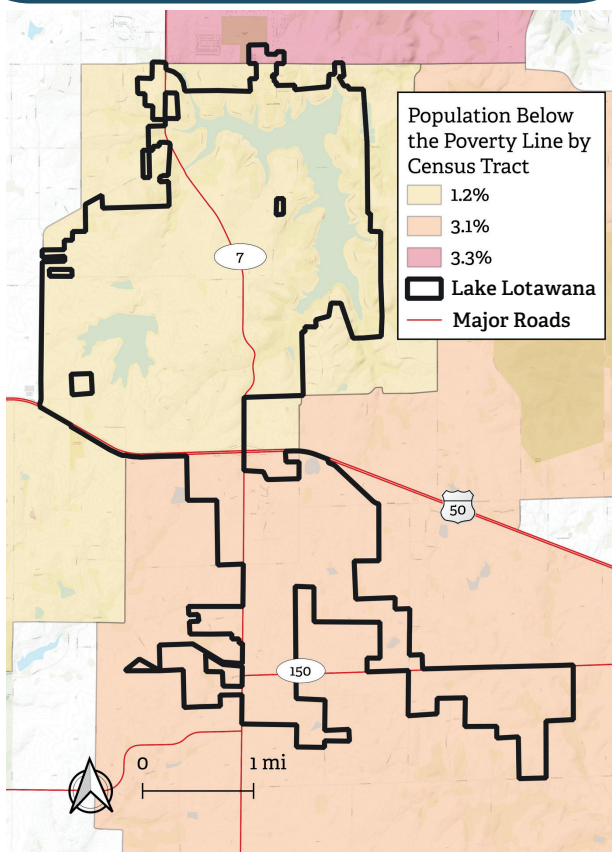 Population Below
the Poverty Line by
Census Tract
1.2%
3.1%
3.3%
Lake Lotawana
Major Roads
7
50
150
0 1 mi